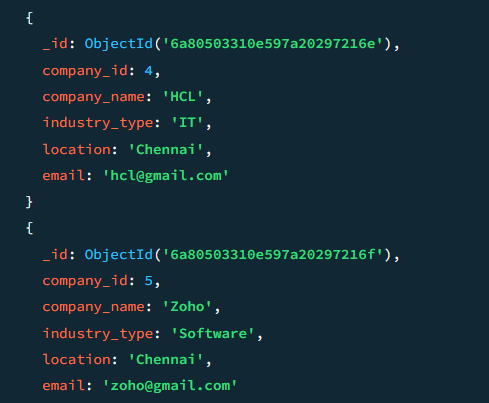 {
_id: ObjectId('6a80503310e597a20297216e'),
company_id: 4,
company_name: 'HCL',
industry_type: 'IT',
location: 'Chennai',
email: 'hcl@gmail.com'
}
{
_id: ObjectId('6a80503310e597a20297216f'),
company_id: 5,
company_name: 'Zoho',
industry_type: 'Software',
location: 'Chennai',
email: 'zoho@gmail.com'